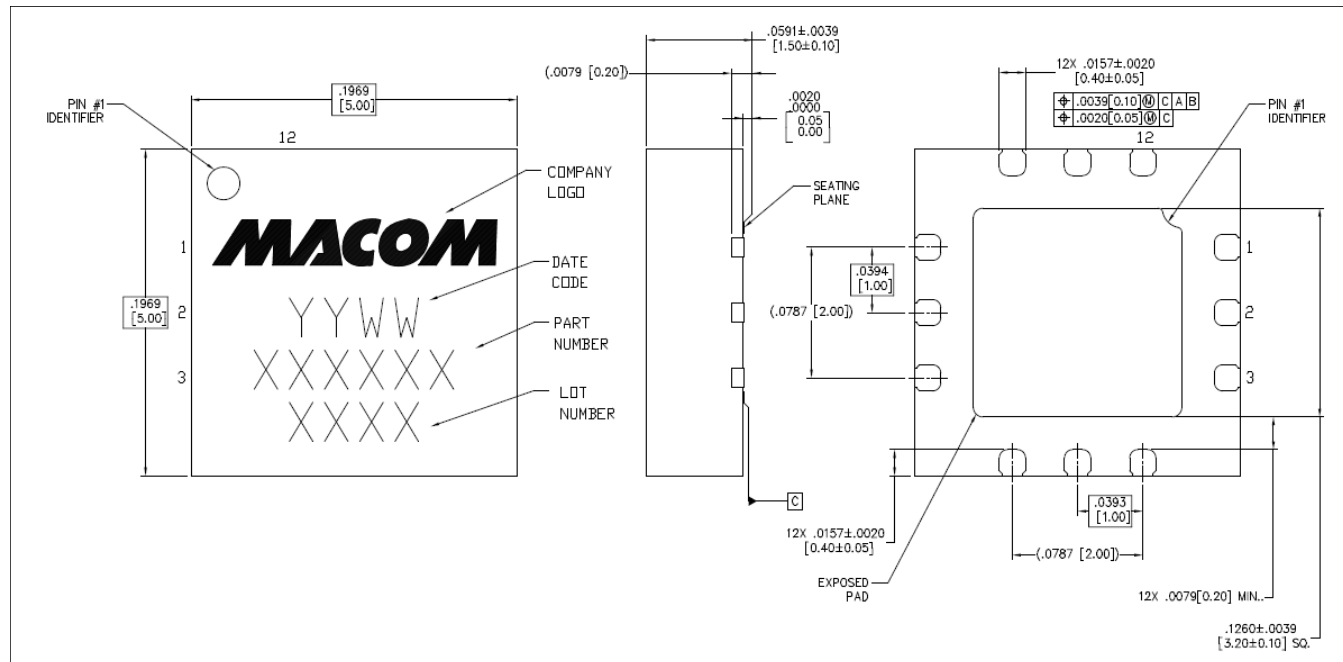 PIN #1
IDENTIFIER
.1969
[5.00]
12
.1969
[5.00]
1
2
3
MACOM
YYWW
XXXXXX
XXXX
COMPANY
LOGO
DATE
CODE
PART
NUMBER
LOT
NUMBER
.0591±.0039
[1.50±0.10]
(.0079 [0.20])
.0020
.0000
[0.05
0.00]
SEATING
PLANE
C
12X .0157±.0020
[0.40±0.05]
⌖ .0039[0.10]Ⓜ C A B
⌖ .0020[0.05]Ⓜ C
12
PIN #1
IDENTIFIER
.0394
[1.00]
(.0787 [2.00])
1
2
3
12X .0157±.0020
[0.40±0.05]
EXPOSED
PAD
.0393
[1.00]
(.0787 [2.00])
12X .0079[0.20] MIN..
.1260±.0039
[3.20±0.10] SQ.